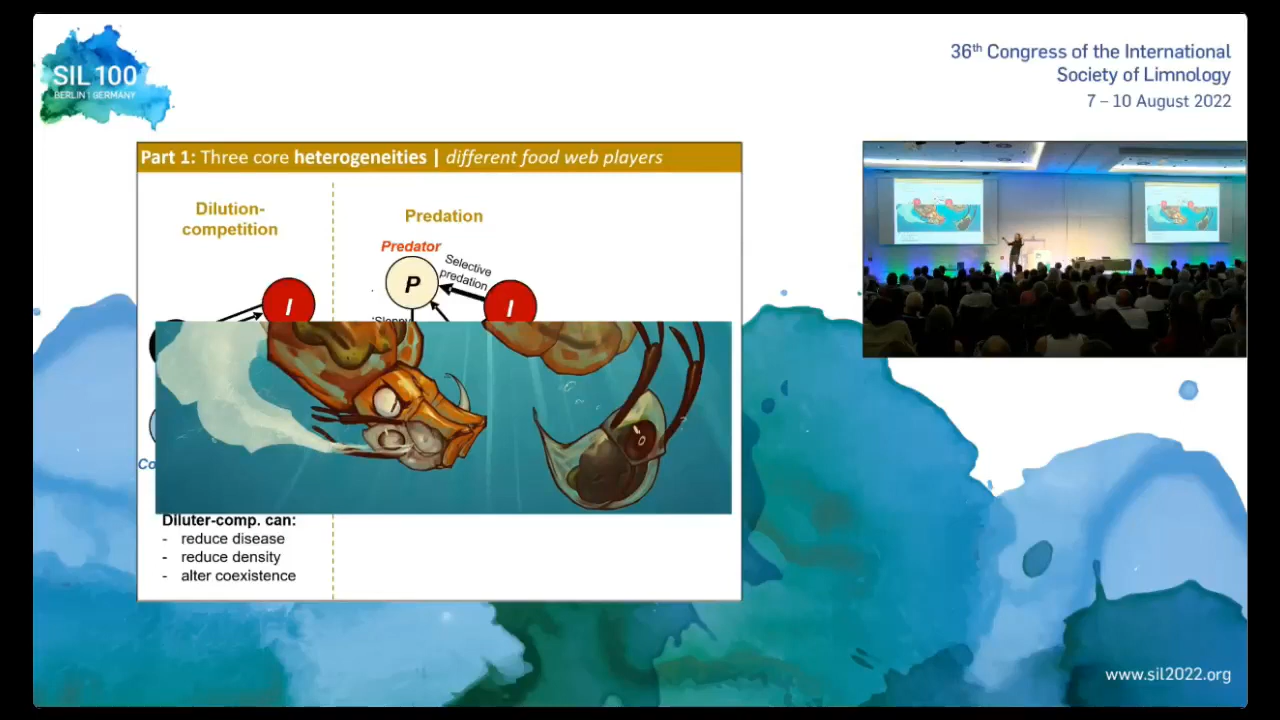 SIL 100
BERLIN | GERMANY
36th Congress of the International
Society of Limnology
7 – 10 August 2022
Part 1: Three core heterogeneities | different food web players
Dilution-
competition
Predation
Predator
Selective
predation
P
I
I
Co
Diluter-comp. can:
- reduce disease
- reduce density
- alter coexistence
www.sil2022.org